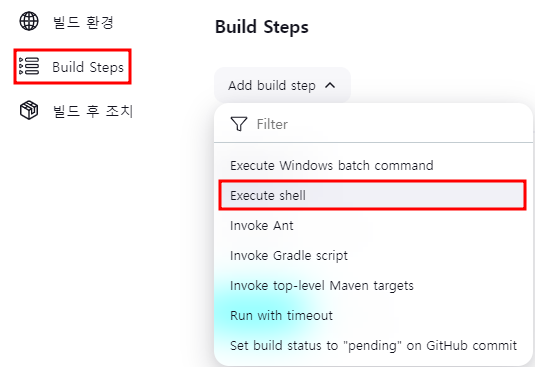 빌드 환경
Build Steps
빌드 후 조치
Build Steps
Add build step
Filter
Execute Windows batch command
Execute shell
Invoke Ant
Invoke Gradle script
Invoke top-level Maven targets
Run with timeout
Set build status to "pending" on GitHub commit